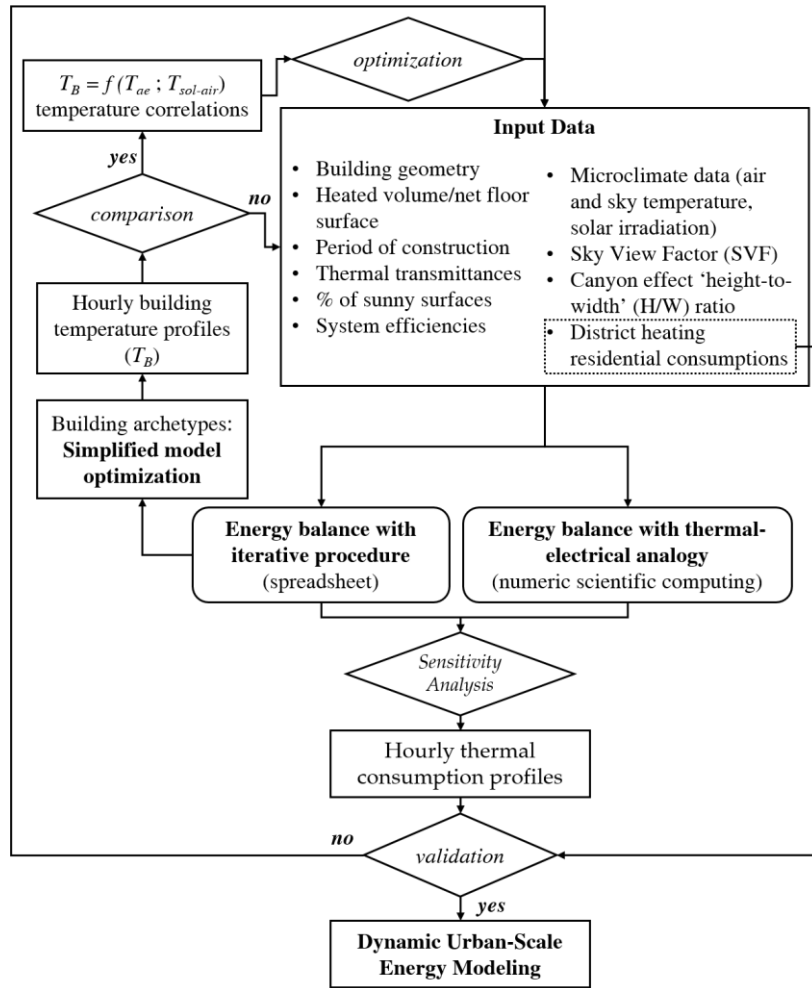 T_B = f (T_ae ; T_sol-air)
temperature correlations
optimization
yes
comparison
no
Hourly building
temperature profiles
(T_B)
Building archetypes:
Simplified model
optimization
Input Data
• Building geometry
• Heated volume/net floor
surface
• Period of construction
• Thermal transmittances
• % of sunny surfaces
• System efficiencies
• Microclimate data (air
and sky temperature,
solar irradiation)
• Sky View Factor (SVF)
• Canyon effect ‘height-to-
width’ (H/W) ratio
• District heating
residential consumptions
Energy balance with
iterative procedure
(spreadsheet)
Energy balance with thermal-
electrical analogy
(numeric scientific computing)
Sensitivity
Analysis
Hourly thermal
consumption profiles
no
validation
yes
Dynamic Urban-Scale
Energy Modeling